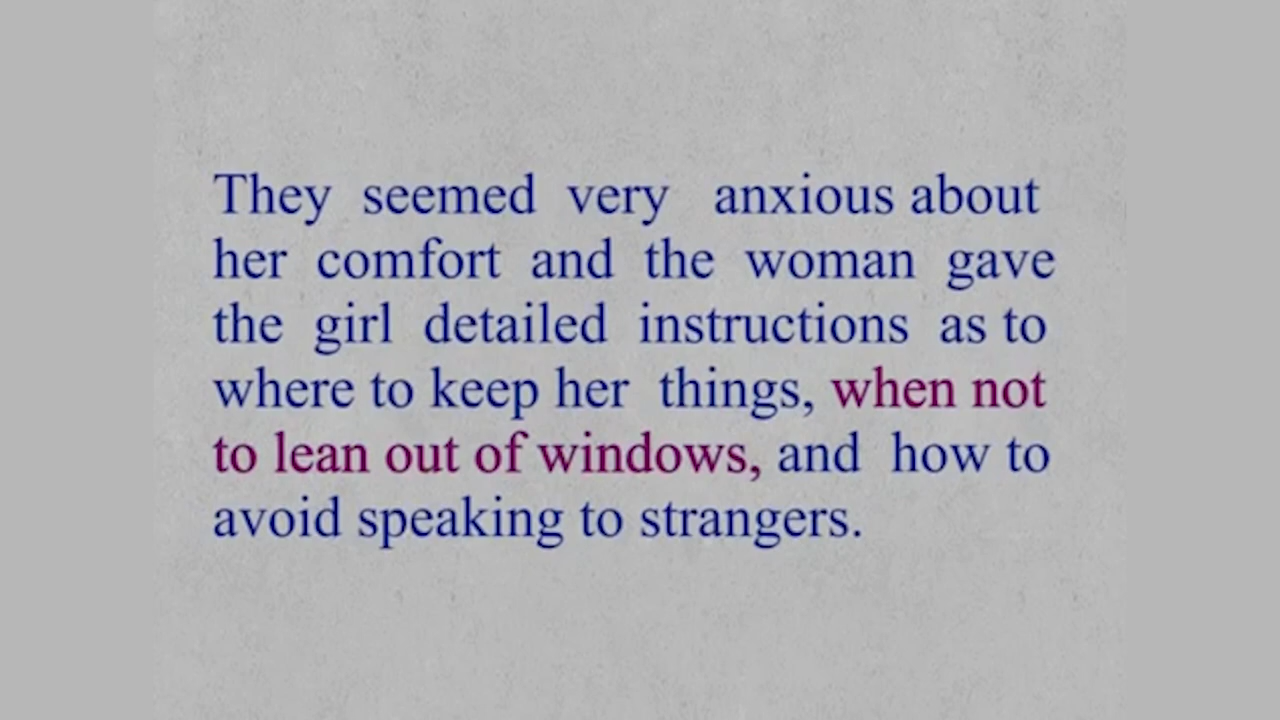 They seemed very anxious about
her comfort and the woman gave
the girl detailed instructions as to
where to keep her things, when not
to lean out of windows, and how to
avoid speaking to strangers.